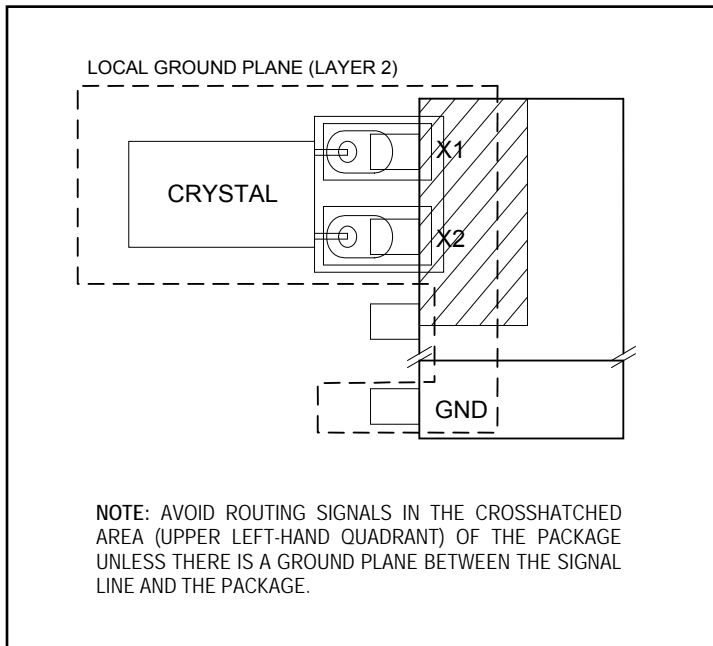 LOCAL GROUND PLANE (LAYER 2)
X1
CRYSTAL
X2
GND
NOTE: AVOID ROUTING SIGNALS IN THE CROSSHATCHED
AREA (UPPER LEFT-HAND QUADRANT) OF THE PACKAGE
UNLESS THERE IS A GROUND PLANE BETWEEN THE SIGNAL
LINE AND THE PACKAGE.